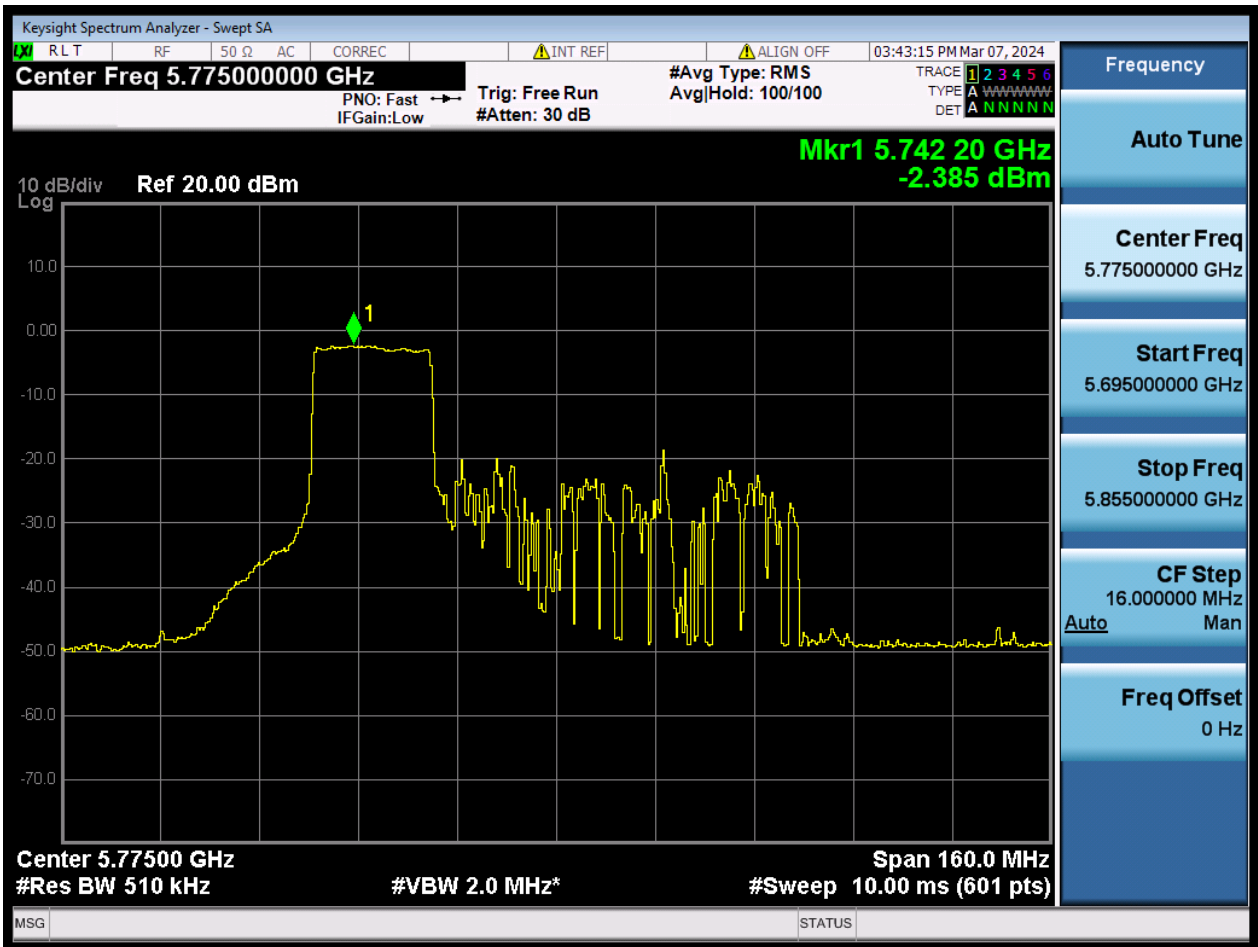 Keysight Spectrum Analyzer - Swept SA
LXI RLT RF 50 Ω AC CORREC INT REF ALIGN OFF 03:43:15 PM Mar 07, 2024
Center Freq 5.775000000 GHz
PNO: Fast
IFGain:Low
Trig: Free Run
#Atten: 30 dB
#Avg Type: RMS
Avg|Hold: 100/100
TRACE 1 2 3 4 5 6
TYPE A WWWWW
DET A N N N N N
Mkr1 5.742 20 GHz
-2.385 dBm
10 dB/div Ref 20.00 dBm
Log
1
10.0
0.00
-10.0
-20.0
-30.0
-40.0
-50.0
-60.0
-70.0
Center 5.77500 GHz Span 160.0 MHz
#Res BW 510 kHz #VBW 2.0 MHz* #Sweep 10.00 ms (601 pts)
MSG STATUS
Frequency
Auto Tune
Center Freq
5.775000000 GHz
Start Freq
5.695000000 GHz
Stop Freq
5.855000000 GHz
CF Step
16.000000 MHz
Auto Man
Freq Offset
0 Hz